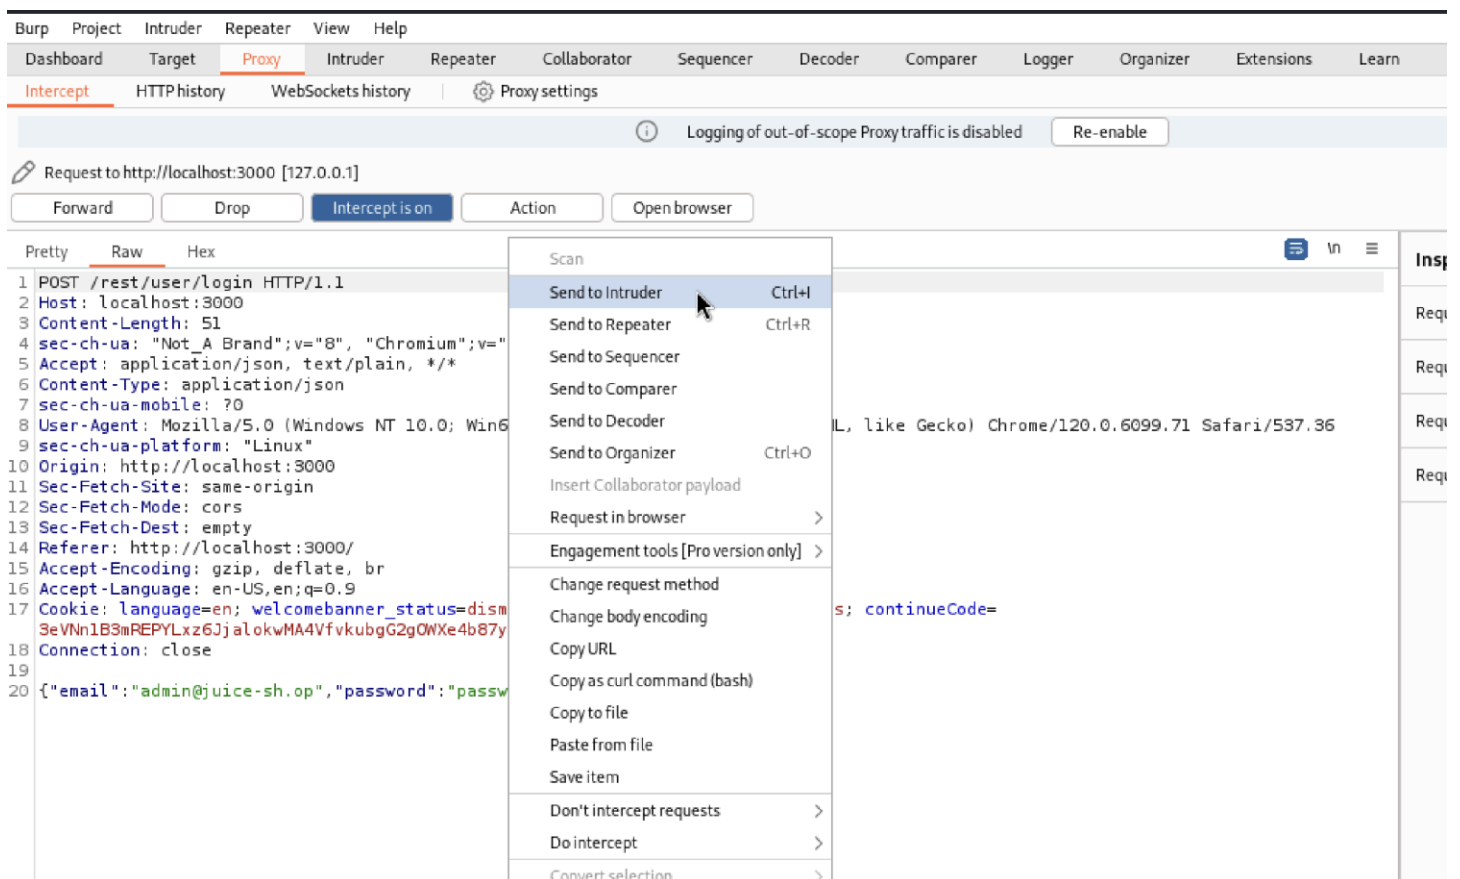 Burp Project Intruder Repeater View Help
Dashboard Target Proxy Intruder Repeater Collaborator Sequencer Decoder Comparer Logger Organizer Extensions Learn
Intercept HTTP history WebSockets history Proxy settings
Logging of out-of-scope Proxy traffic is disabled Re-enable
Request to http://localhost:3000 [127.0.0.1]
Forward Drop Intercept is on Action Open browser
Pretty Raw Hex \n
1 POST /rest/user/login HTTP/1.1
2 Host: localhost:3000
3 Content-Length: 51
4 sec-ch-ua: "Not_A Brand";v="8", "Chromium";v="
5 Accept: application/json, text/plain, */*
6 Content-Type: application/json
7 sec-ch-ua-mobile: ?0
8 User-Agent: Mozilla/5.0 (Windows NT 10.0; Win6 L, like Gecko) Chrome/120.0.6099.71 Safari/537.36
9 sec-ch-ua-platform: "Linux"
10 Origin: http://localhost:3000
11 Sec-Fetch-Site: same-origin
12 Sec-Fetch-Mode: cors
13 Sec-Fetch-Dest: empty
14 Referer: http://localhost:3000/
15 Accept-Encoding: gzip, deflate, br
16 Accept-Language: en-US,en;q=0.9
17 Cookie: language=en; welcomebanner_status=dism s; continueCode=
3eVNn1B3mREPYLxz6JjalokwMA4VfvkubgG2gOWXe4b87y
18 Connection: close
19
20 {"email":"admin@juice-sh.op","password":"passw
Scan
Send to Intruder Ctrl+I
Send to Repeater Ctrl+R
Send to Sequencer
Send to Comparer
Send to Decoder
Send to Organizer Ctrl+O
Insert Collaborator payload
Request in browser
Engagement tools [Pro version only]
Change request method
Change body encoding
Copy URL
Copy as curl command (bash)
Copy to file
Paste from file
Save item
Don't intercept requests
Do intercept
Convert selection
Insp
Requ
Requ
Requ
Requ